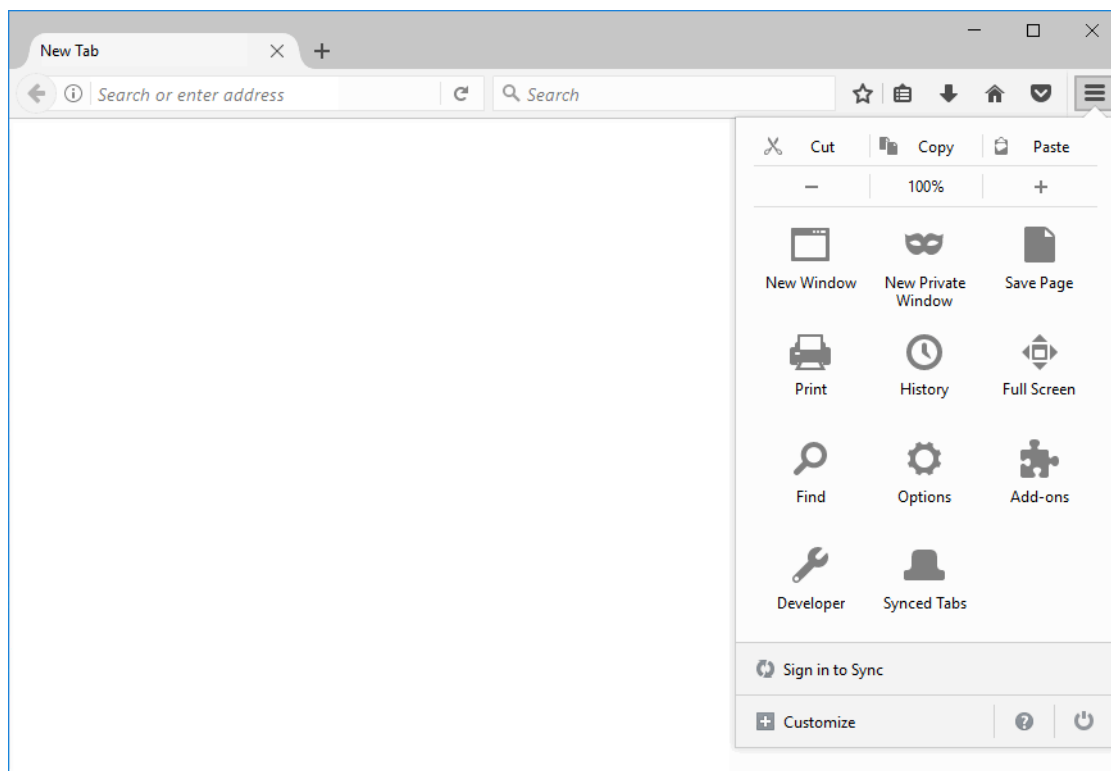 New Tab
Search or enter address
Search
Cut Copy Paste
100%
New Window New Private Window Save Page
Print History Full Screen
Find Options Add-ons
Developer Synced Tabs
Sign in to Sync
Customize